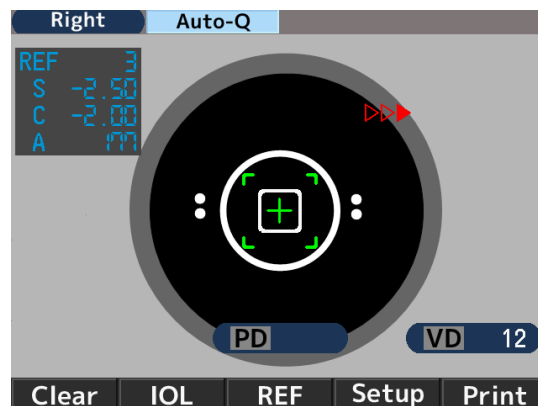 Right Auto-Q
REF 3
S -2.50
C -2.00
A 177
PD
VD 12
Clear IOL REF Setup Print